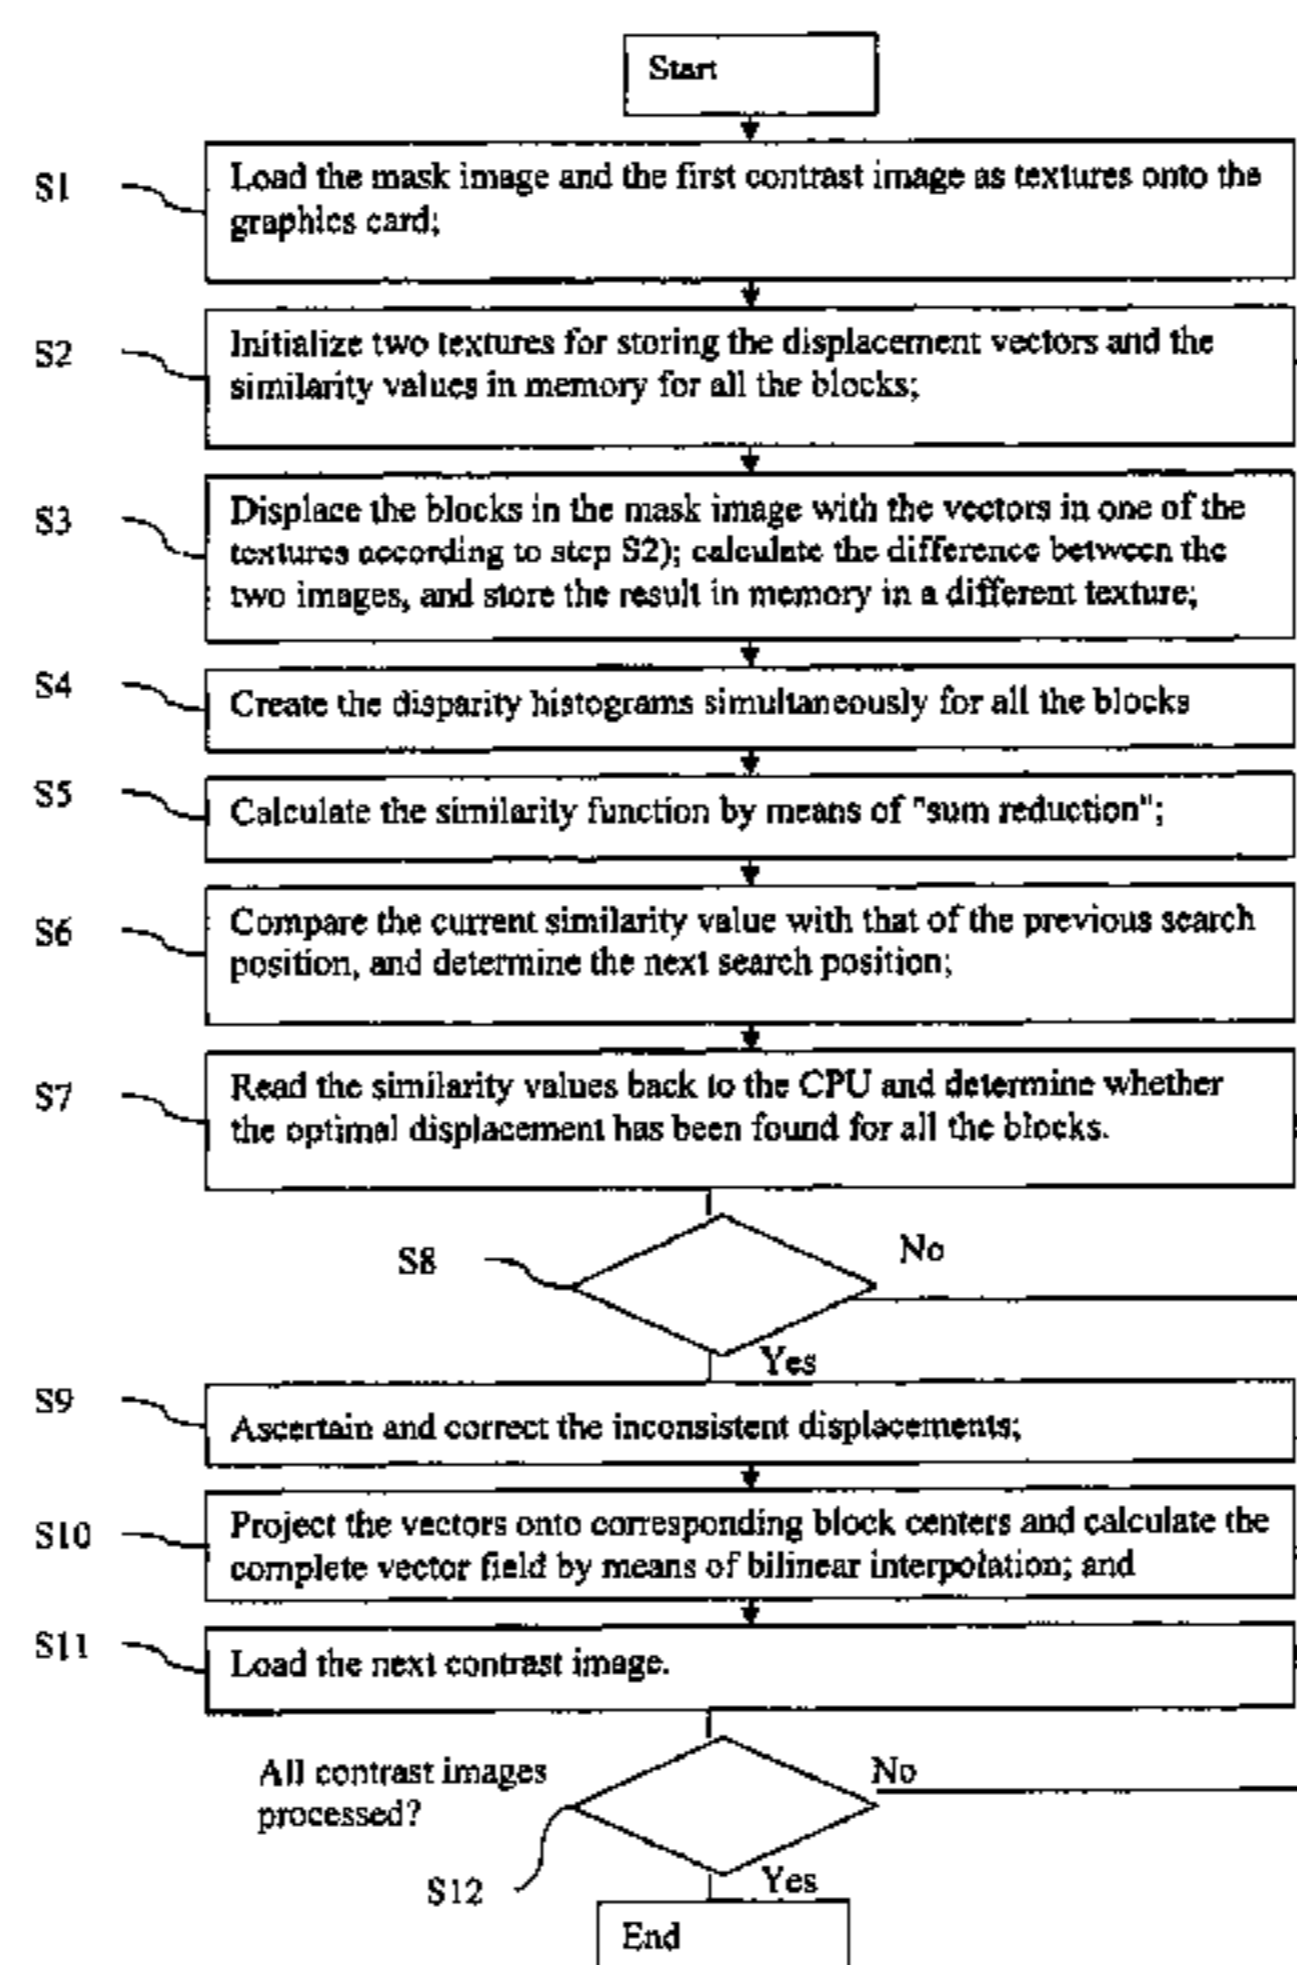 Start
S1
Load the mask image and the first contrast image as textures onto the
graphics card;
S2
Initialize two textures for storing the displacement vectors and the
similarity values in memory for all the blocks;
S3
Displace the blocks in the mask image with the vectors in one of the
textures according to step S2); calculate the difference between the
two images, and store the result in memory in a different texture;
S4
Create the disparity histograms simultaneously for all the blocks
S5
Calculate the similarity function by means of "sum reduction";
S6
Compare the current similarity value with that of the previous search
position, and determine the next search position;
S7
Read the similarity values back to the CPU and determine whether
the optimal displacement has been found for all the blocks.
S8
No
Yes
S9
Ascertain and correct the inconsistent displacements;
S10
Project the vectors onto corresponding block centers and calculate the
complete vector field by means of bilinear interpolation; and
S11
Load the next contrast image.
All contrast images
processed?
No
S12
Yes
End